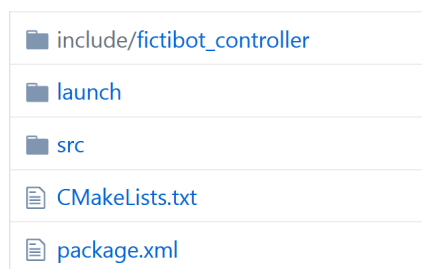 include/fictibot_controller
launch
src
CMakeLists.txt
package.xml